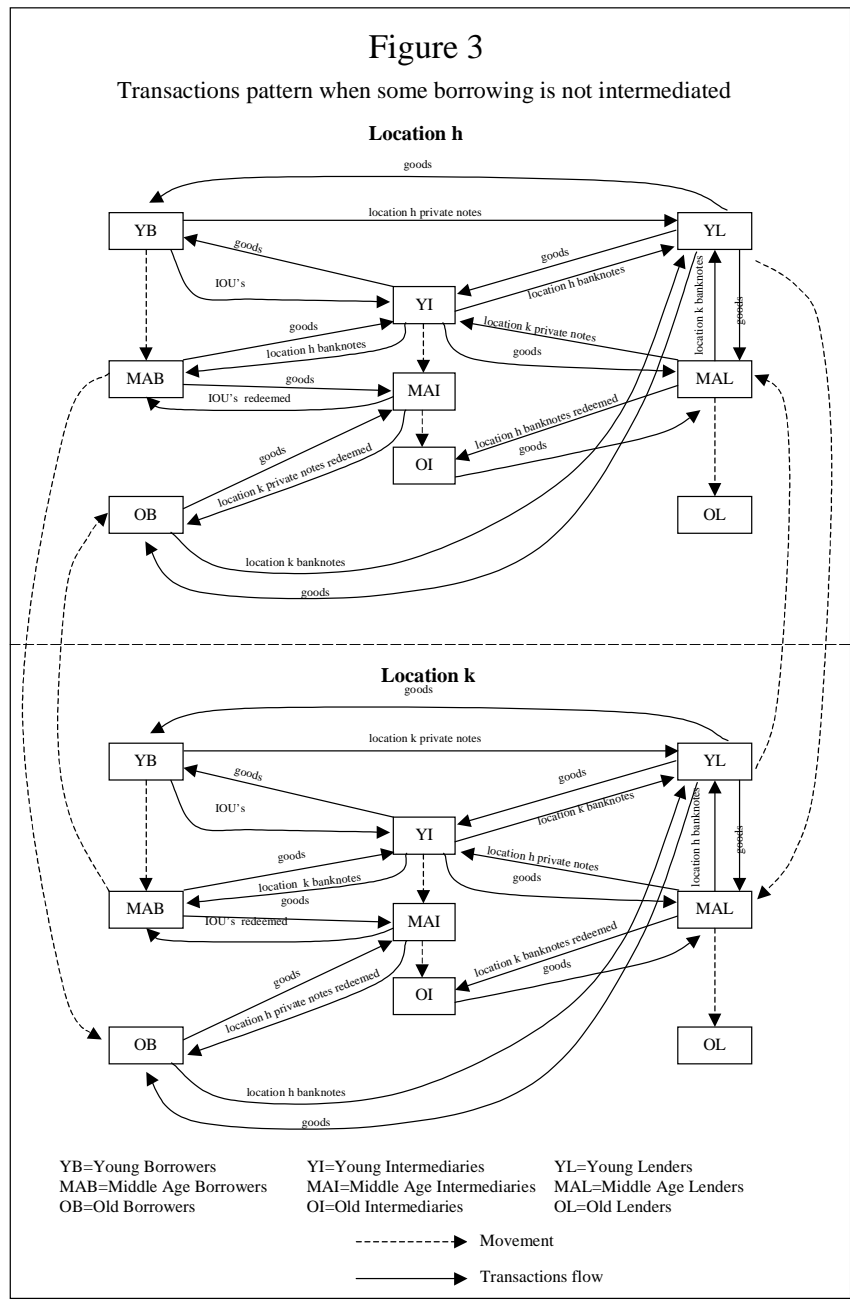 Figure 3
Transactions pattern when some borrowing is not intermediated
Location h
goods
YB
location h private notes
YL
goods
goods
IOU's
location h banknotes
YI
location k banknotes
goods
goods
location k private notes
location h banknotes
goods
MAB
goods
MAI
MAL
IOU's redeemed
location h banknotes redeemed
goods
OI
goods
location k private notes redeemed
OB
OL
location k banknotes
goods
Location k
goods
YB
location k private notes
YL
goods
goods
IOU's
location k banknotes
YI
location h banknotes
goods
goods
location h private notes
location k banknotes
goods
MAB
goods
MAI
MAL
IOU's redeemed
location k banknotes redeemed
goods
OI
goods
location h private notes redeemed
OB
OL
location h banknotes
goods
YB=Young Borrowers YI=Young Intermediaries YL=Young Lenders
MAB=Middle Age Borrowers MAI=Middle Age Intermediaries MAL=Middle Age Lenders
OB=Old Borrowers OI=Old Intermediaries OL=Old Lenders
Movement
Transactions flow